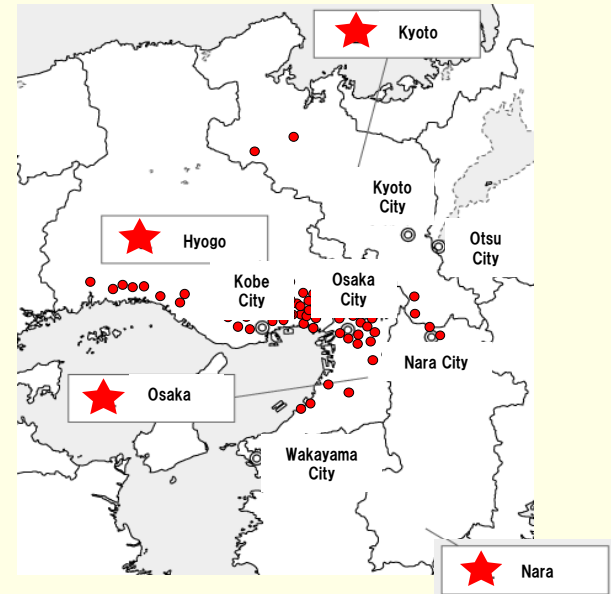 Kyoto
Kyoto
City
Otsu
City
Hyogo
Kobe
City
Osaka
City
Nara City
Osaka
Wakayama
City
Nara